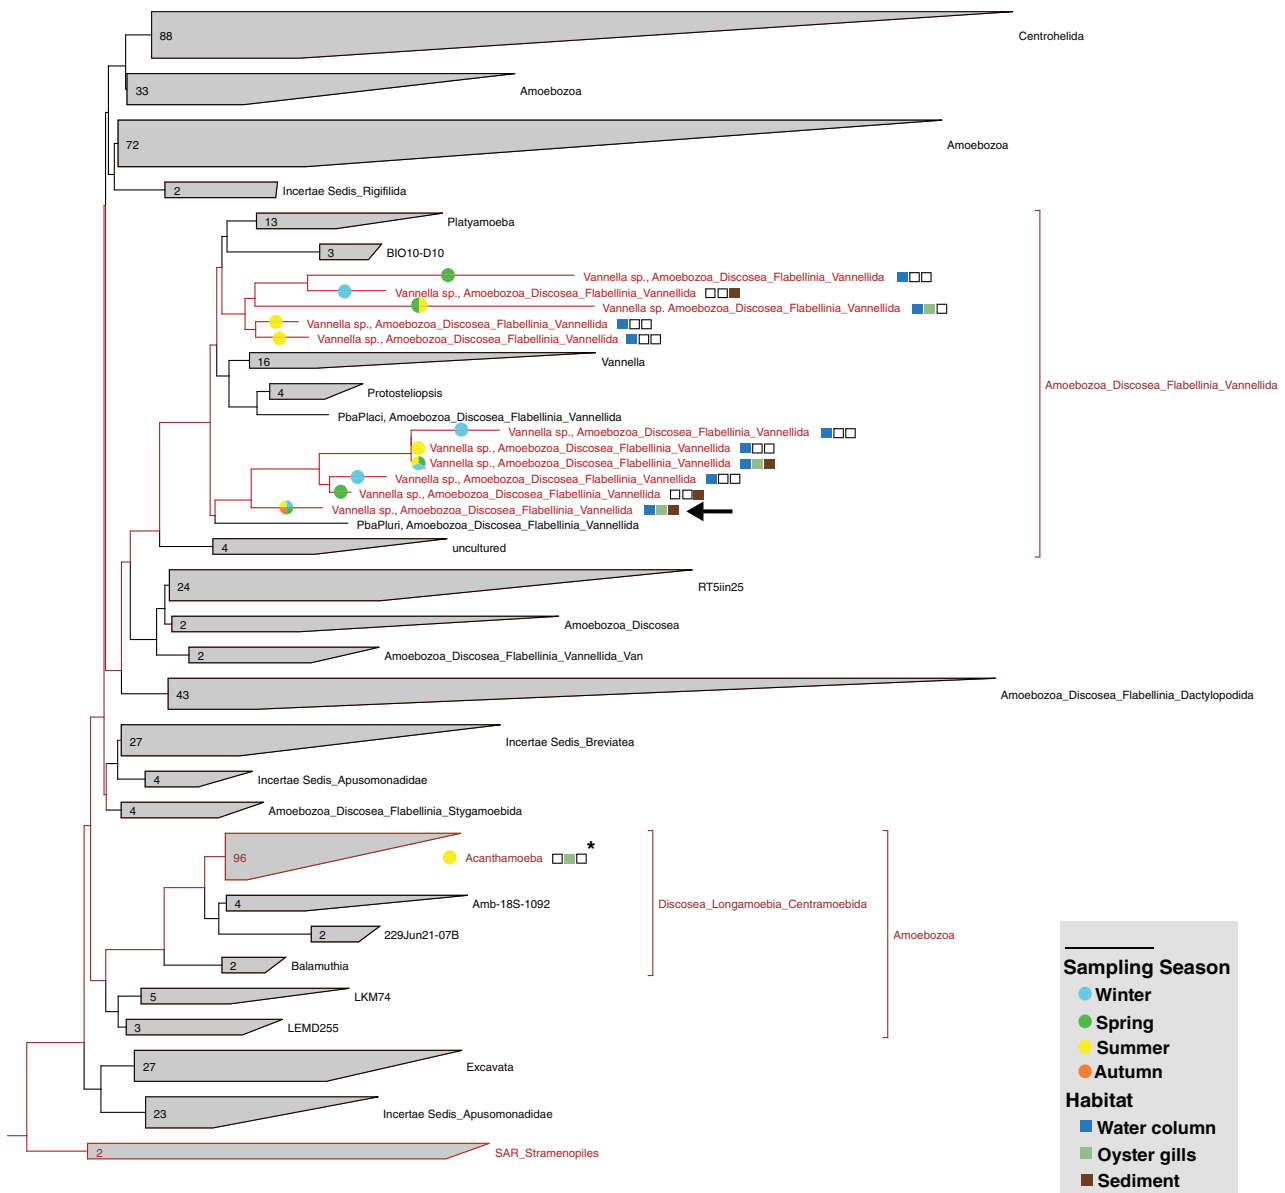 88
Centrohelida
33
Amoebozoa
72
Amoebozoa
2
Incertae Sedis_Rigifilida
13
Platyamoeba
3
BIO10-D10
Vannella sp., Amoebozoa_Discosea_Flabellinia_Vannellida
Vannella sp., Amoebozoa_Discosea_Flabellinia_Vannellida
Vannella sp. Amoebozoa_Discosea_Flabellinia_Vannellida
Vannella sp., Amoebozoa_Discosea_Flabellinia_Vannellida
Vannella sp., Amoebozoa_Discosea_Flabellinia_Vannellida
16
Vannella
Amoebozoa_Discosea_Flabellinia_Vannellida
4
Protosteliopsis
PbaPlaci, Amoebozoa_Discosea_Flabellinia_Vannellida
Vannella sp., Amoebozoa_Discosea_Flabellinia_Vannellida
Vannella sp., Amoebozoa_Discosea_Flabellinia_Vannellida
Vannella sp., Amoebozoa_Discosea_Flabellinia_Vannellida
Vannella sp., Amoebozoa_Discosea_Flabellinia_Vannellida
Vannella sp., Amoebozoa_Discosea_Flabellinia_Vannellida
Vannella sp., Amoebozoa_Discosea_Flabellinia_Vannellida
PbaPluri, Amoebozoa_Discosea_Flabellinia_Vannellida
4
uncultured
24
RT5iin25
2
Amoebozoa_Discosea
2
Amoebozoa_Discosea_Flabellinia_Vannellida_Van
43
Amoebozoa_Discosea_Flabellinia_Dactylopodida
27
Incertae Sedis_Breviatea
4
Incertae Sedis_Apusomonadidae
4
Amoebozoa_Discosea_Flabellinia_Stygamoebida
96
Acanthamoeba
*
4
Amb-18S-1092
Discosea_Longamoebia_Centramoebida
2
229Jun21-07B
Amoebozoa
2
Balamuthia
5
LKM74
3
LEMD255
27
Excavata
23
Incertae Sedis_Apusomonadidae
2
SAR_Stramenopiles
Sampling Season
Winter
Spring
Summer
Autumn
Habitat
Water column
Oyster gills
Sediment